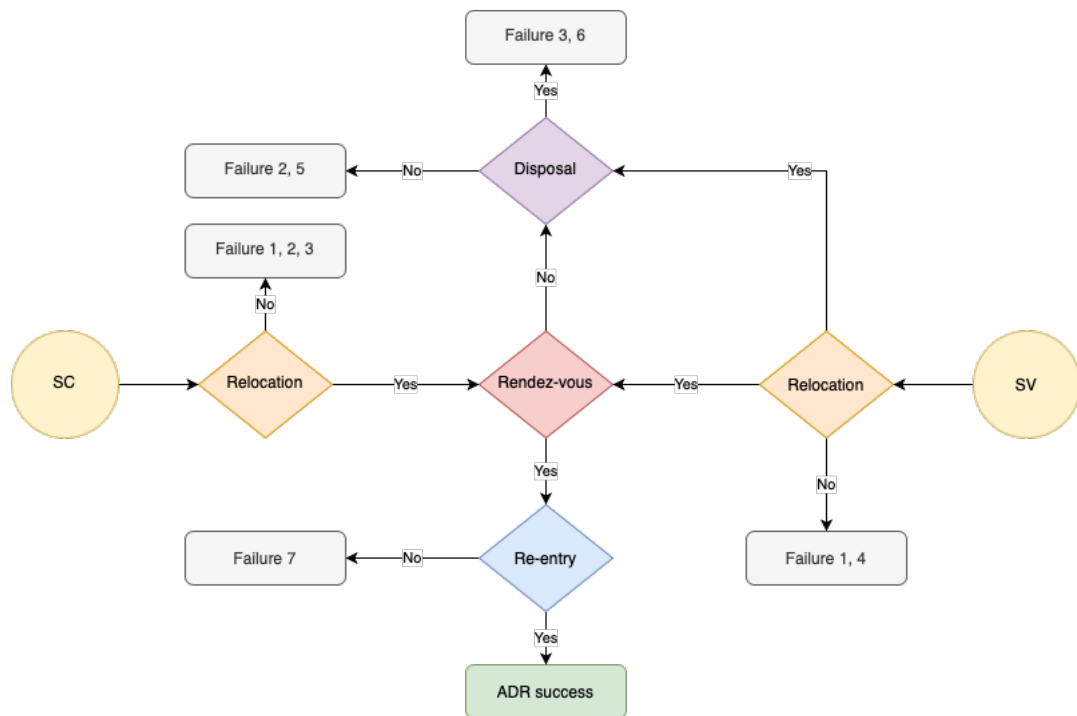 Failure 3, 6
Yes
Failure 2, 5
No
Disposal
Yes
Failure 1, 2, 3
No
No
SC
Relocation
Yes
Rendez-vous
Yes
Relocation
SV
Yes
No
Failure 7
No
Re-entry
Failure 1, 4
Yes
ADR success